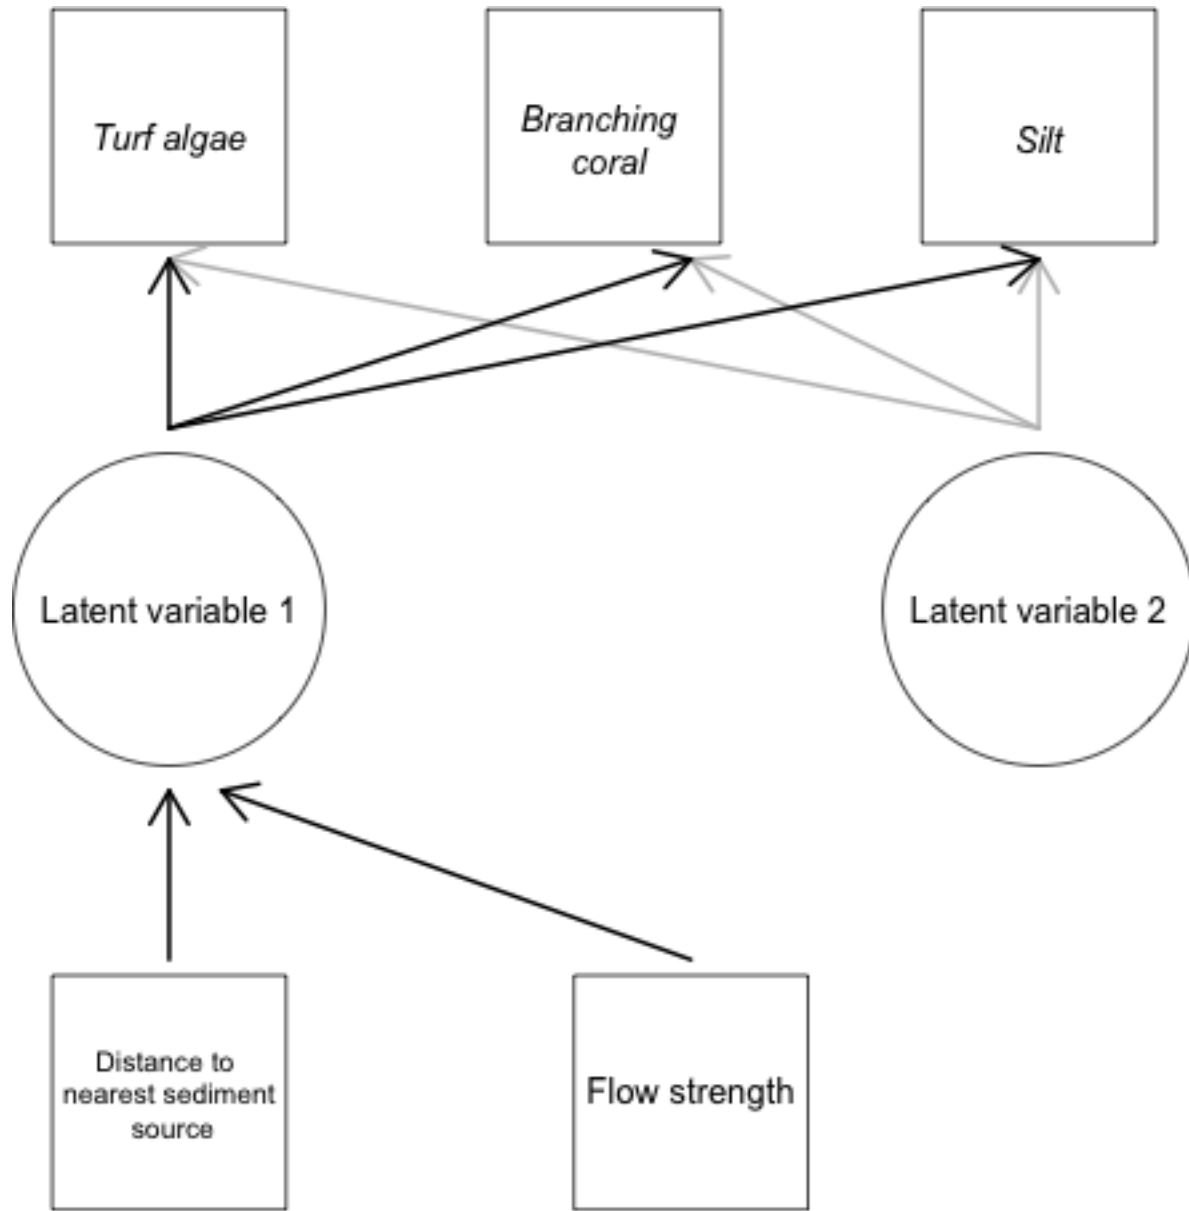 Turf algae
Branching
coral
Silt
Latent variable 1
Latent variable 2
Distance to
nearest sediment
source
Flow strength